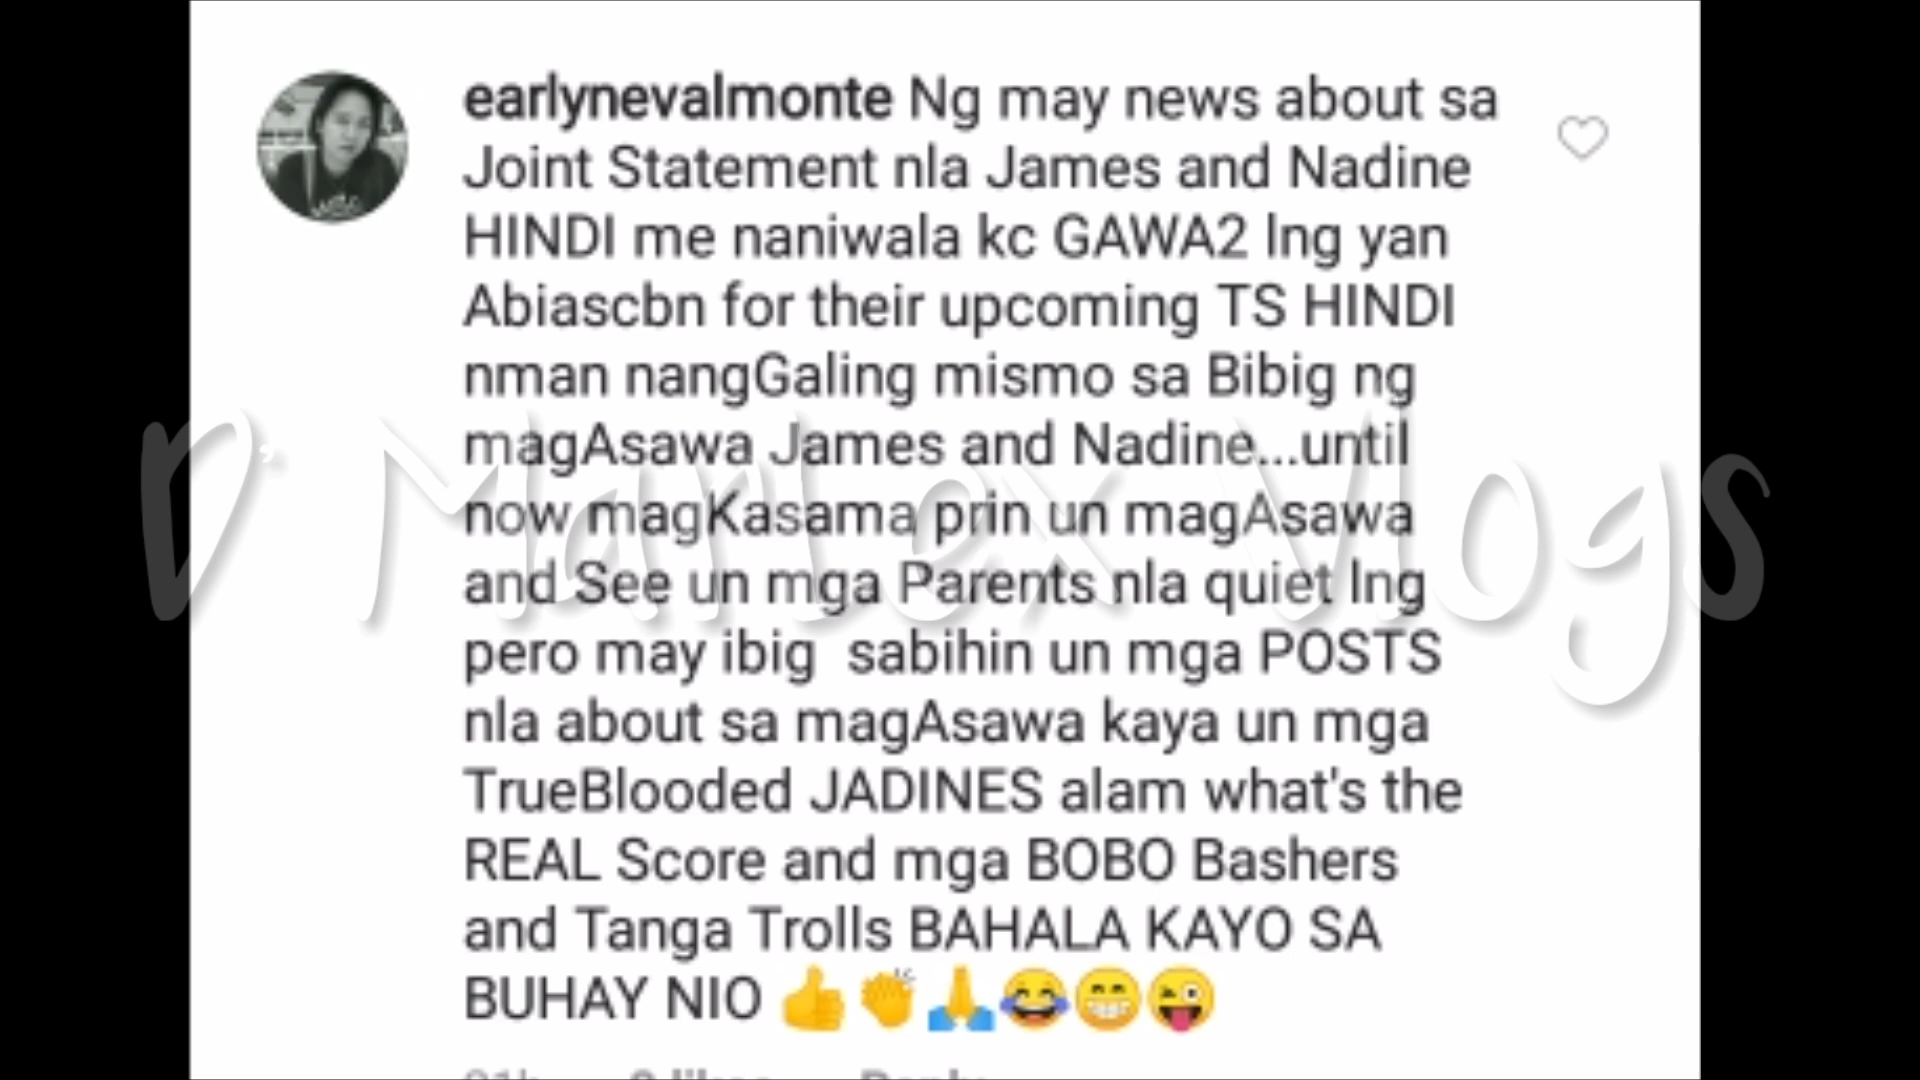 earlynevalmonte Ng may news about sa
Joint Statement nla James and Nadine
HINDI me naniwala kc GAWA2 lng yan
Abiascbn for their upcoming TS HINDI
nman nangGaling mismo sa Bibig ng
magAsawa James and Nadine...until
now magKasama prin un magAsawa
and See un mga Parents nla quiet lng
pero may ibig  sabihin un mga POSTS
nla about sa magAsawa kaya un mga
TrueBlooded JADINES alam what's the
REAL Score and mga BOBO Bashers
and Tanga Trolls BAHALA KAYO SA
BUHAY NIO 👍👏🙏😂😁😜
D' MarLex Vlogs